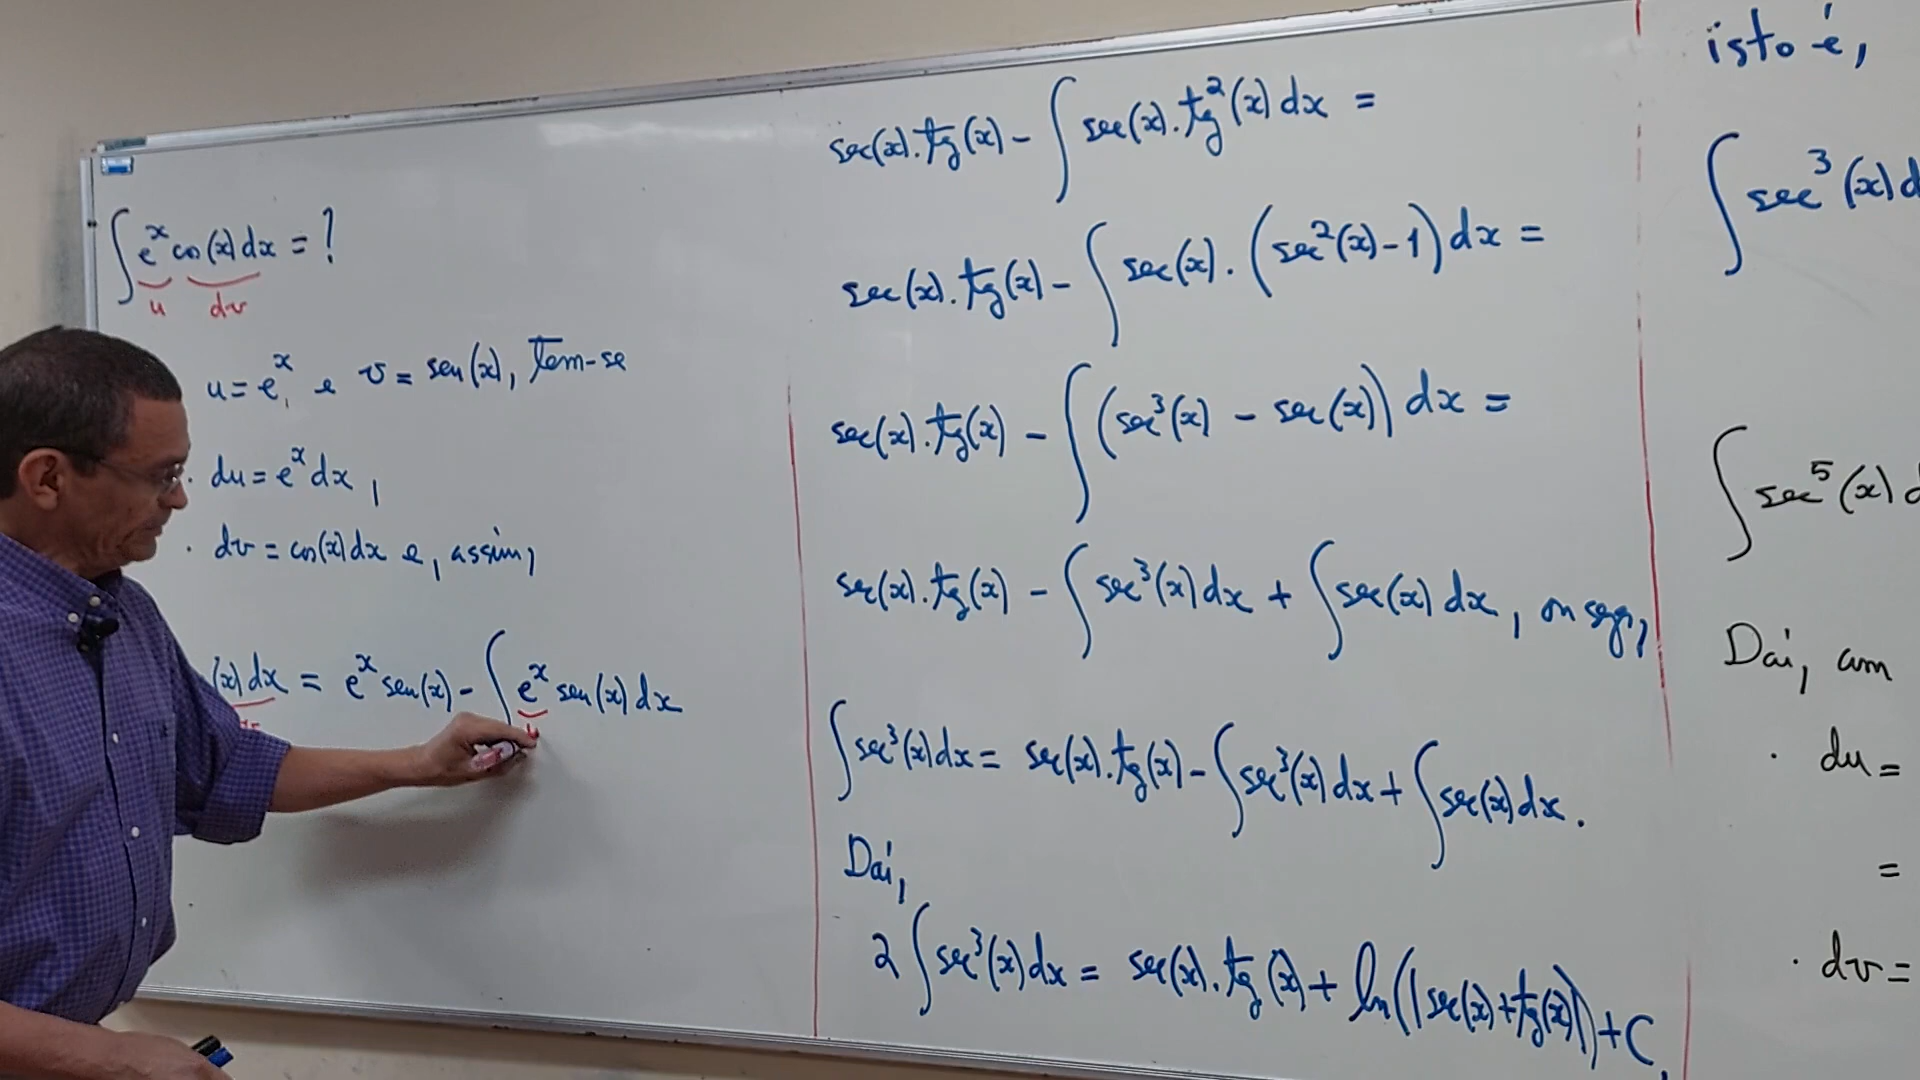 ∫ e^x cos(x) dx = ?
u dv
u = e^x e v = sen(x), tem-se
· du = e^x dx,
· dv = cos(x) dx e, assim,
(x) dx = e^x sen(x) - ∫ e^x sen(x) dx
sec(x).tg(x) - ∫ sec(x).tg²(x) dx =
sec(x).tg(x) - ∫ sec(x).(sec²(x)-1) dx =
sec(x).tg(x) - ∫ (sec³(x) - sec(x)) dx =
sec(x).tg(x) - ∫ sec³(x) dx + ∫ sec(x) dx, ou seja,
∫ sec³(x) dx = sec(x).tg(x) - ∫ sec³(x) dx + ∫ sec(x) dx.
Daí,
2 ∫ sec³(x) dx = sec(x).tg(x) + ln(|sec(x)+tg(x)|) + C,
isto é,
∫ sec³(x) d
∫ sec⁵(x) d
Daí, com
· du =
=
· dv =